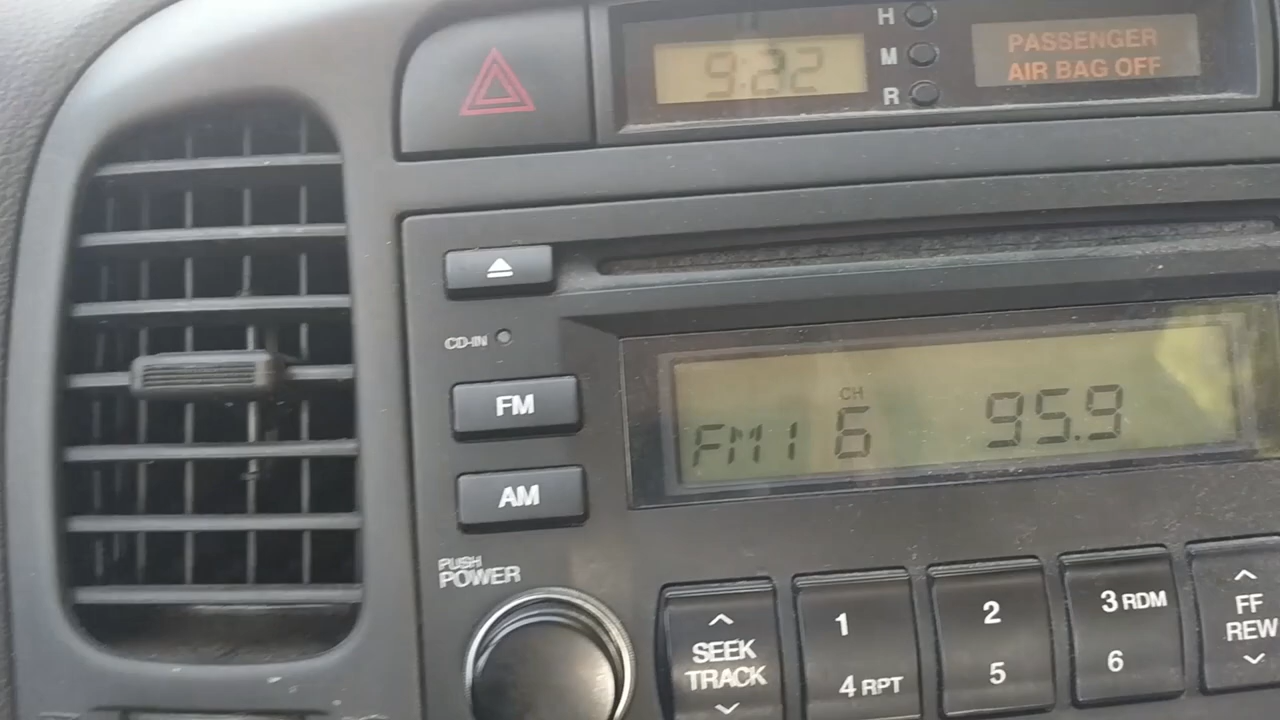 9:22
H
M
R
PASSENGER
AIR BAG OFF
CD-IN
FM
AM
CH
FM1 6 95.9
PUSH
POWER
SEEK
TRACK
1
4 RPT
2
5
3 RDM
6
FF
REW